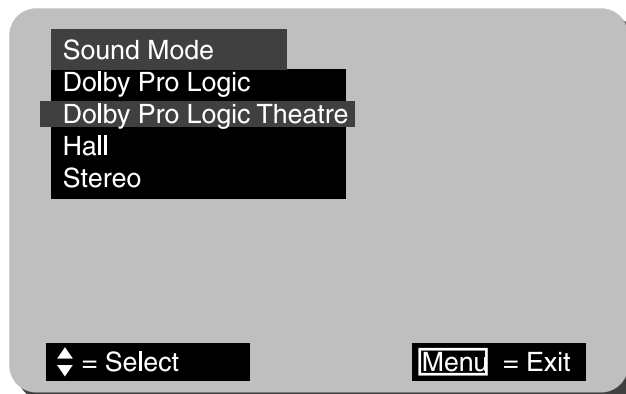 Sound Mode
Dolby Pro Logic
Dolby Pro Logic Theatre
Hall
Stereo
= Select
Menu = Exit